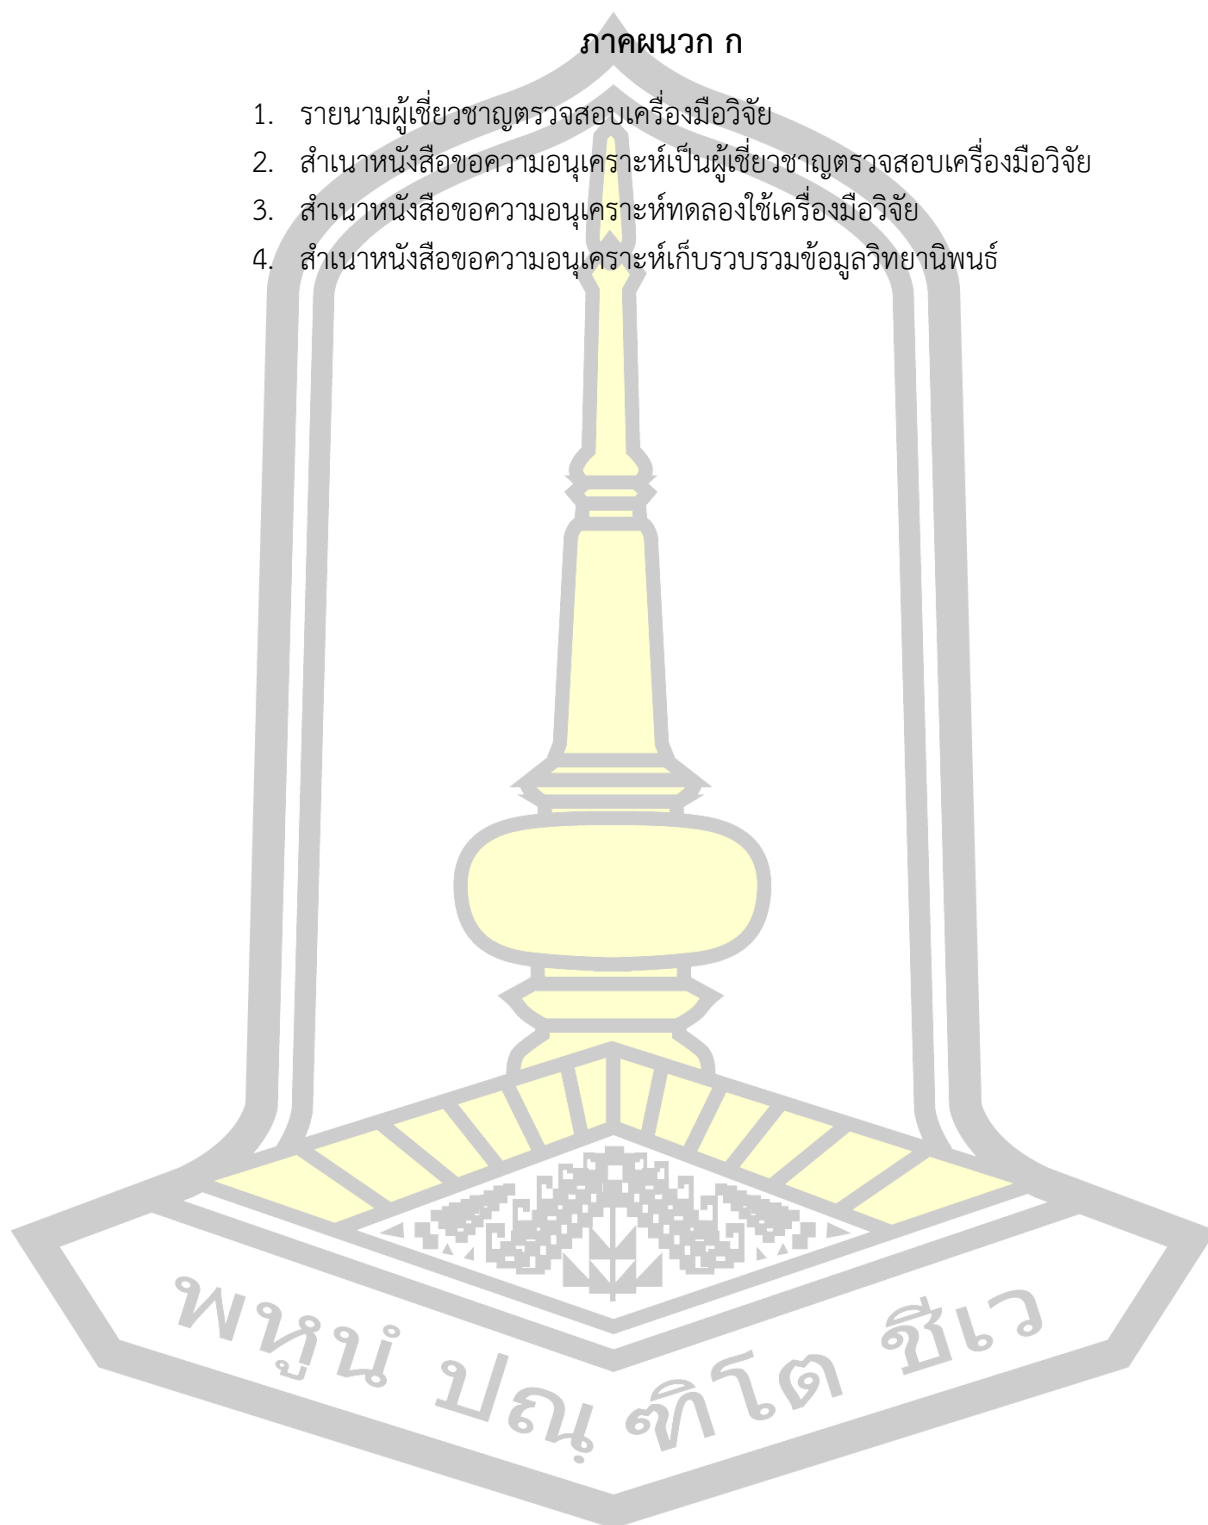 ภาคผนวก ก
1. รายนามผู้เชี่ยวชาญตรวจสอบเครื่องมือวิจัย
2. สำเนาหนังสือขอความอนุเคราะห์เป็นผู้เชี่ยวชาญตรวจสอบเครื่องมือวิจัย
3. สำเนาหนังสือขอความอนุเคราะห์ทดลองใช้เครื่องมือวิจัย
4. สำเนาหนังสือขอความอนุเคราะห์เก็บรวบรวมข้อมูลวิทยานิพนธ์
พหูนํ ปณฺ ฑิโต ชีเว